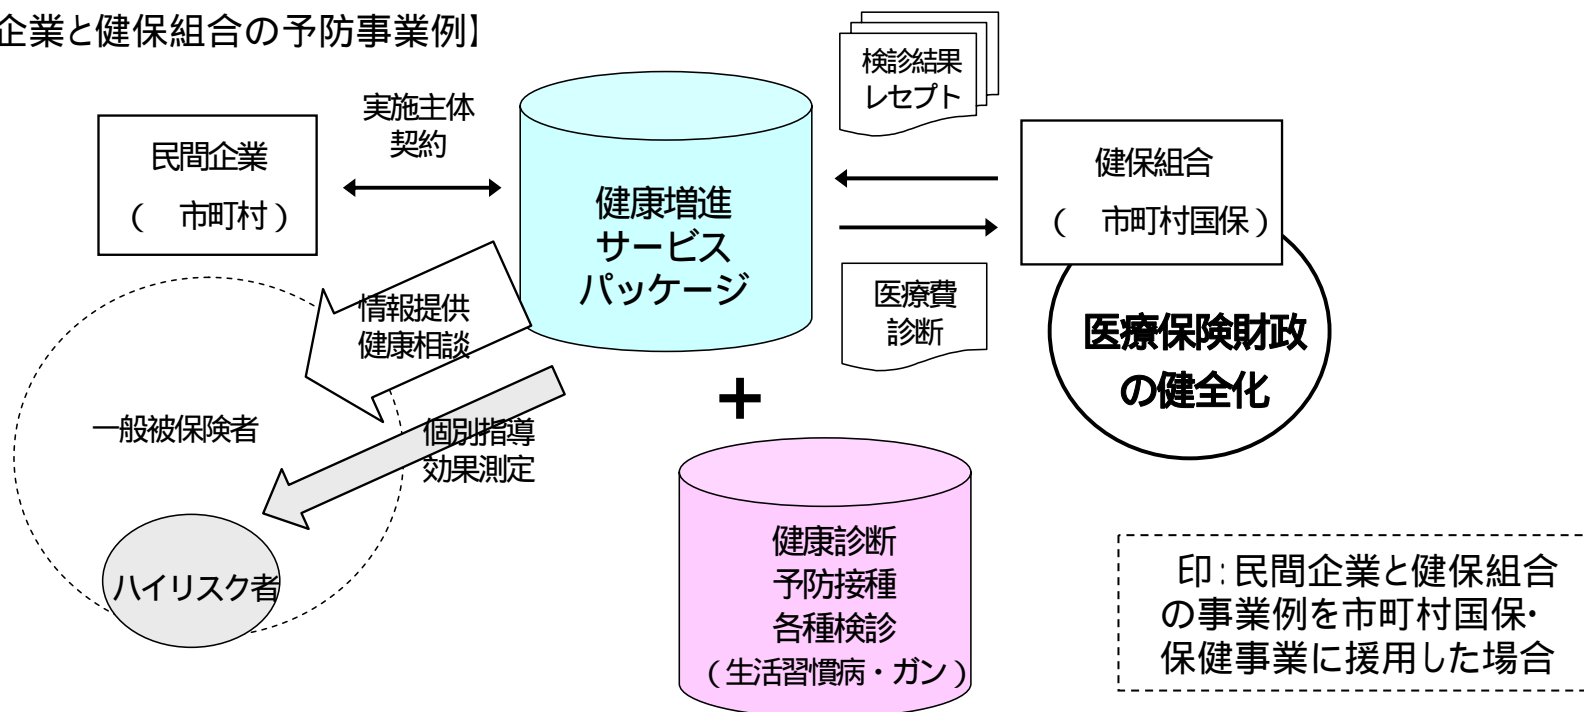 企業と健保組合の予防事業例】
検診結果
レセプト
実施主体
契約
民間企業
（　市町村）
健康増進
サービス
パッケージ
健保組合
（　市町村国保）
医療費
診断
医療保険財政
の健全化
情報提供
健康相談
＋
一般被保険者
個別指導
効果測定
ハイリスク者
健康診断
予防接種
各種検診
（生活習慣病・ガン）
印：民間企業と健保組合
の事業例を市町村国保・
保健事業に援用した場合